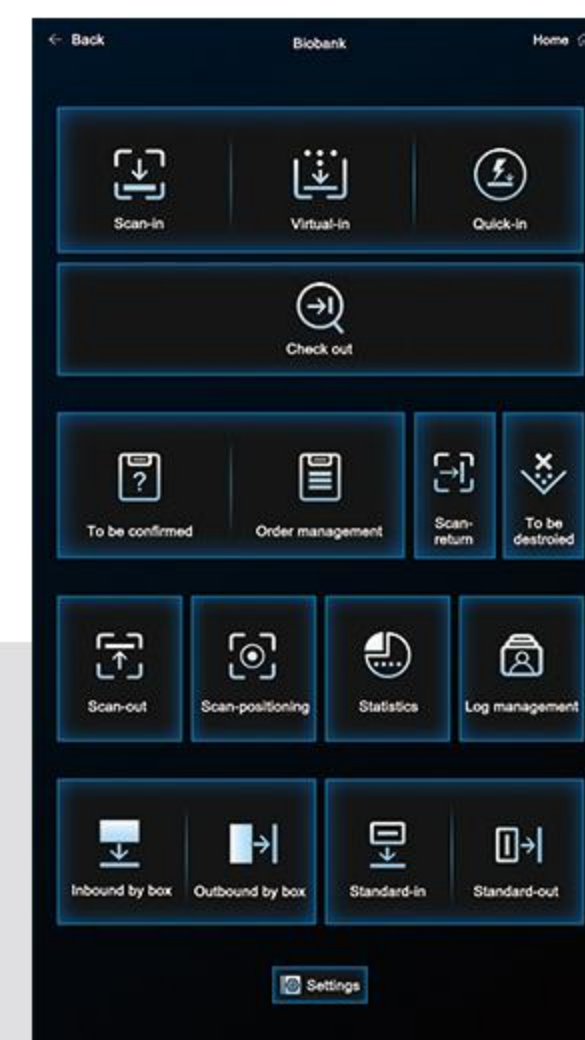 Back
Biobank
Home
Scan-in
Virtual-in
Quick-in
Check out
?
To be confirmed
Order management
Scan-
return
To be
destroied
Scan-out
Scan-positioning
Statistics
Log management
Inbound by box
Outbound by box
Standard-in
Standard-out
Settings